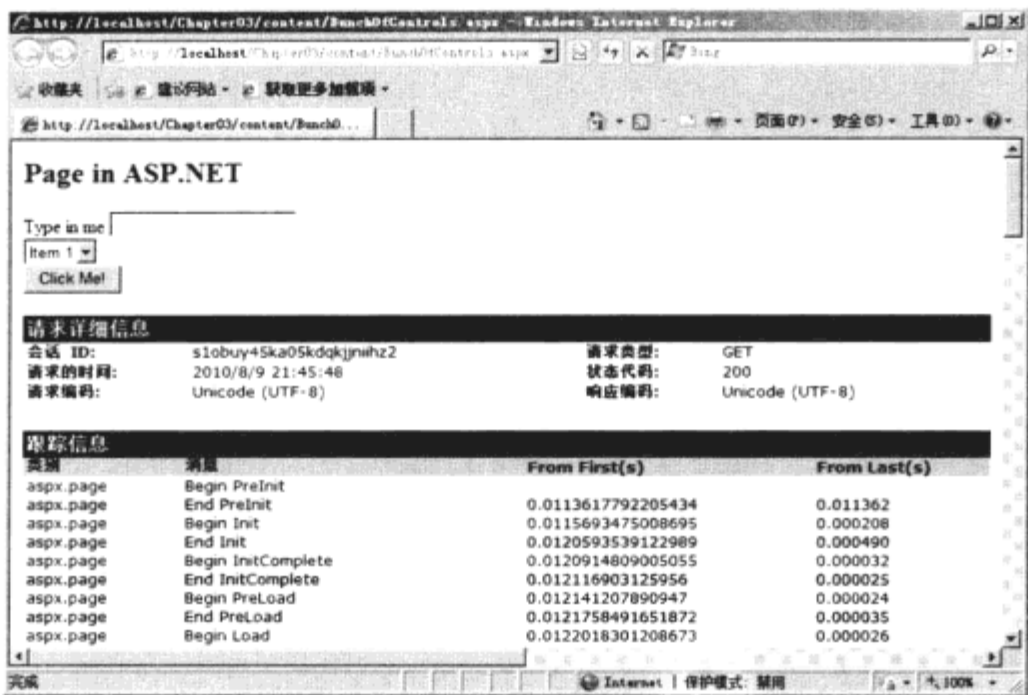 http://localhost/Chapter03/content/BunchOfControls.aspx - Windows Internet Explorer
http://localhost/Chapter03/content/BunchOfControls.aspx
Bing
收藏夹 建议网站 获取更多加载项
http://localhost/Chapter03/content/BunchO...
页面(P) 安全(S) 工具(O)
Page in ASP.NET
Type in me
Item 1
Click Me!
请求详细信息
会话 ID: s1obuy45ka05kdqkjjniihz2 请求类型: GET
请求的时间: 2010/8/9 21:45:48 状态代码: 200
请求编码: Unicode (UTF-8) 响应编码: Unicode (UTF-8)
跟踪信息
类别 消息 From First(s) From Last(s)
aspx.page Begin PreInit
aspx.page End PreInit 0.0113617792205434 0.011362
aspx.page Begin Init 0.0115693475008695 0.000208
aspx.page End Init 0.0120593539122989 0.000490
aspx.page Begin InitComplete 0.0120914809005055 0.000032
aspx.page End InitComplete 0.012116903125956 0.000025
aspx.page Begin PreLoad 0.012141207890947 0.000024
aspx.page End PreLoad 0.0121758491651872 0.000035
aspx.page Begin Load 0.0122018301208673 0.000026
完成 Internet | 保护模式: 禁用 100%